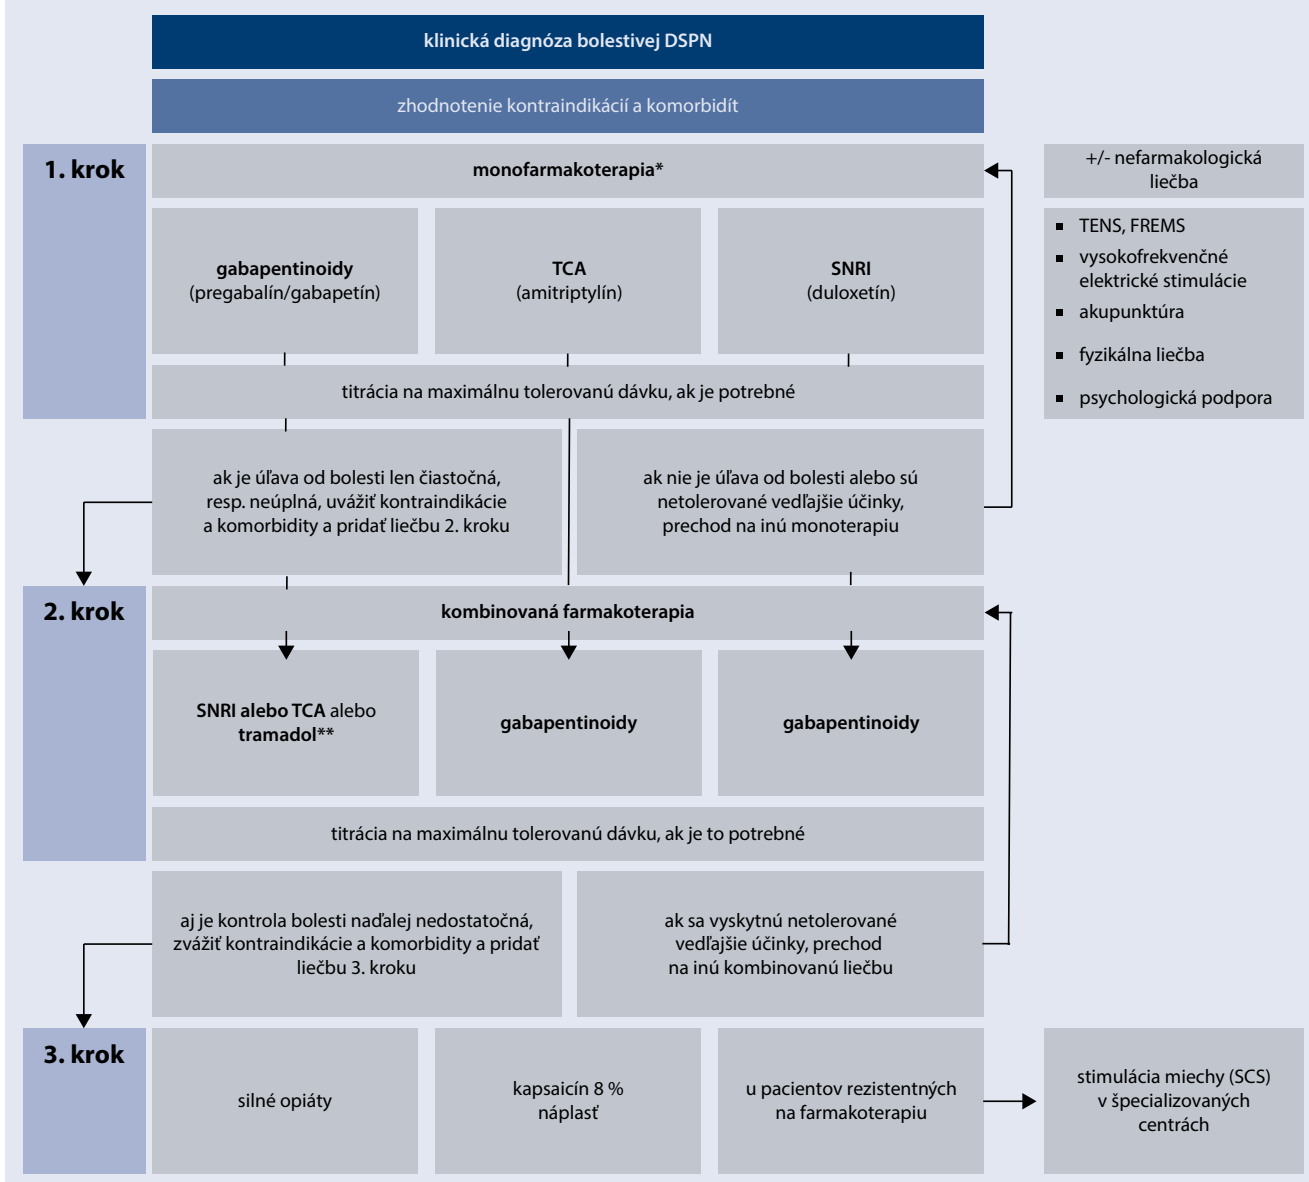 klinická diagnóza bolestivej DSPN
zhodnotenie kontraindikácií a komorbidít
1. krok
monofarmakoterapia*
+/- nefarmakologická
liečba
gabapentinoidy
(pregabalín/gabapetín)
TCA
(amitriptylín)
SNRI
(duloxetín)
▪ TENS, FREMS
▪ vysokofrekvenčné
elektrické stimulácie
▪ akupunktúra
▪ fyzikálna liečba
▪ psychologická podpora
titrácia na maximálnu tolerovanú dávku, ak je potrebné
ak je úľava od bolesti len čiastočná,
resp. neúplná, uvážiť kontraindikácie
a komorbidity a pridať liečbu 2. kroku
ak nie je úľava od bolesti alebo sú
netolerované vedľajšie účinky,
prechod na inú monoterapiu
2. krok
kombinovaná farmakoterapia
SNRI alebo TCA alebo
tramadol**
gabapentinoidy
gabapentinoidy
titrácia na maximálnu tolerovanú dávku, ak je to potrebné
aj je kontrola bolesti naďalej nedostatočná,
zvážiť kontraindikácie a komorbidity a pridať
liečbu 3. kroku
ak sa vyskytnú netolerované
vedľajšie účinky, prechod
na inú kombinovanú liečbu
3. krok
silné opiáty
kapsaicín 8 %
náplasť
u pacientov rezistentných
na farmakoterapiu
stimulácia miechy (SCS)
v špecializovaných
centrách